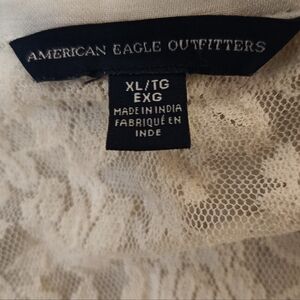 AMERICAN EAGLE OUTFITTERS
XL/TG
EXG
MADE IN INDIA
FABRIQUÉ EN
INDE